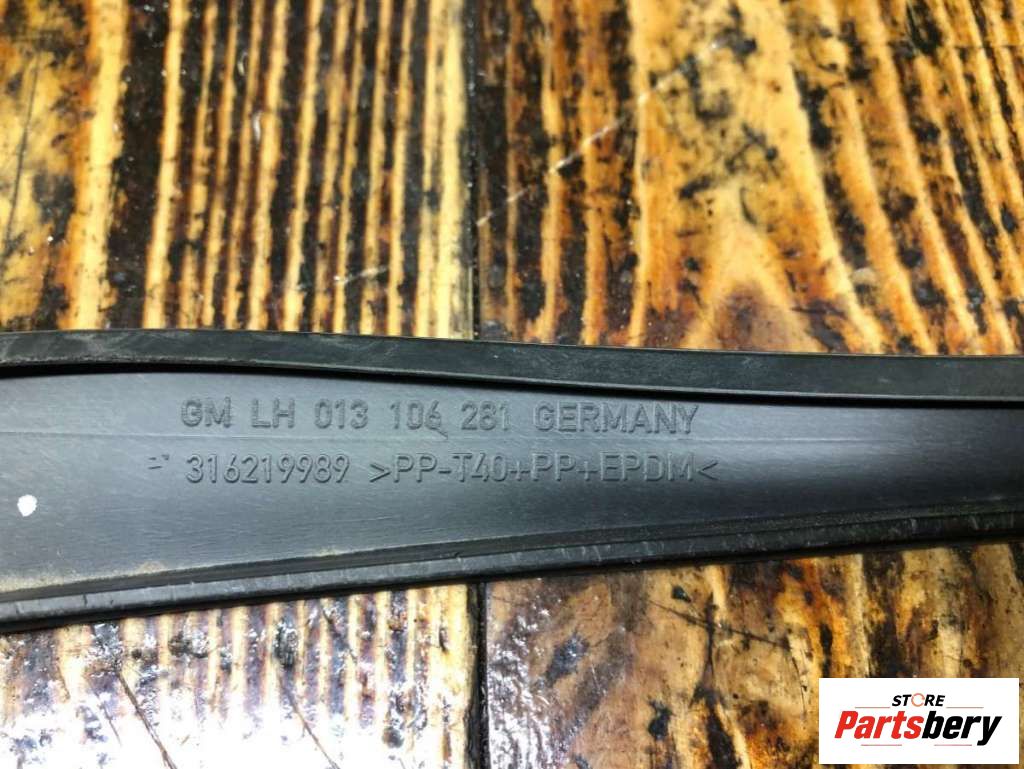 GM LH 013 106 281 GERMANY
316219989 >PP-T40+PP+EPDM<
STORE
Partsbery